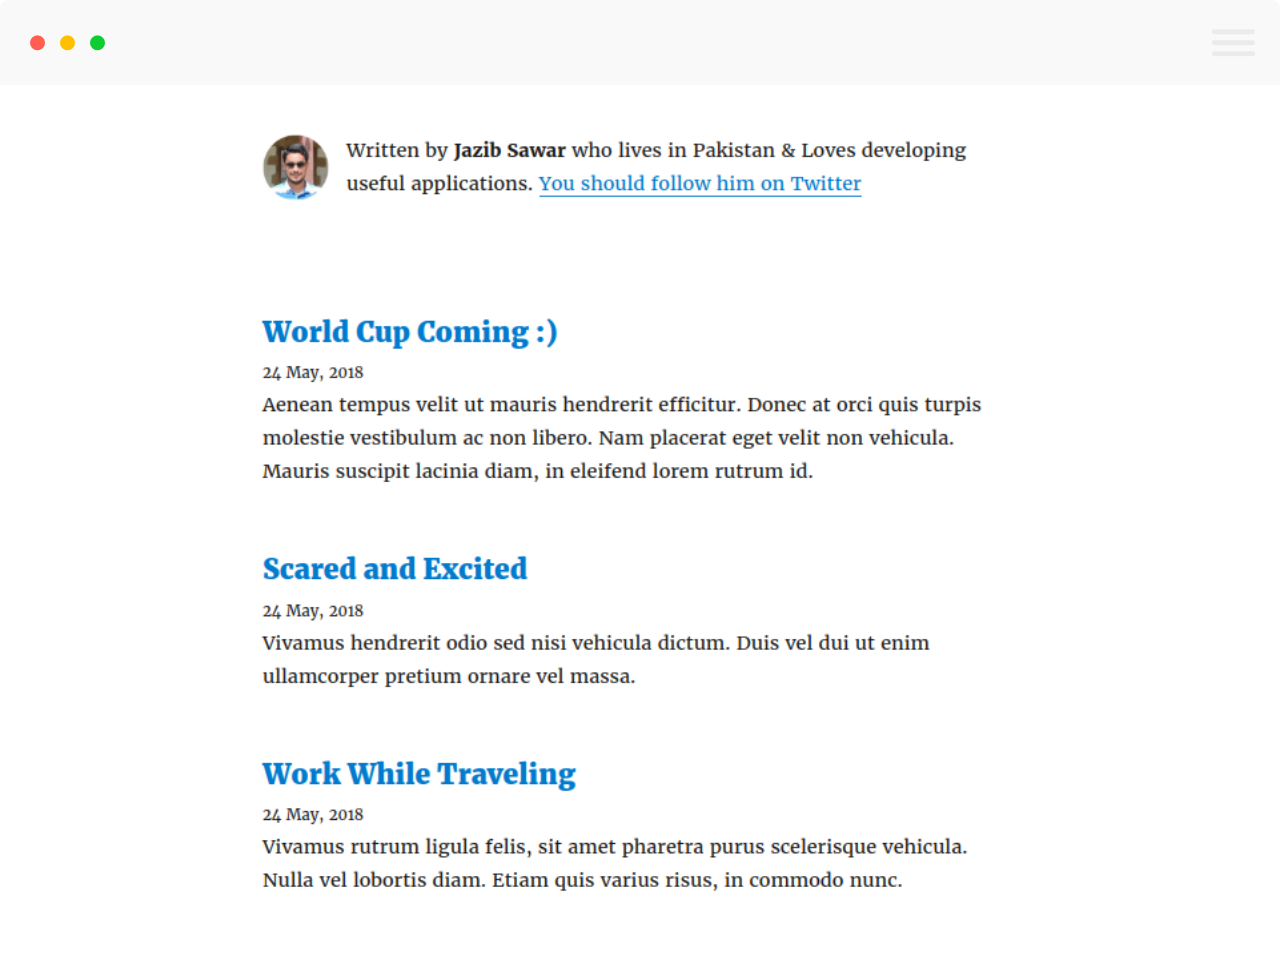 Written by Jazib Sawar who lives in Pakistan & Loves developing
useful applications. You should follow him on Twitter
World Cup Coming :)
24 May, 2018
Aenean tempus velit ut mauris hendrerit efficitur. Donec at orci quis turpis
molestie vestibulum ac non libero. Nam placerat eget velit non vehicula.
Mauris suscipit lacinia diam, in eleifend lorem rutrum id.
Scared and Excited
24 May, 2018
Vivamus hendrerit odio sed nisi vehicula dictum. Duis vel dui ut enim
ullamcorper pretium ornare vel massa.
Work While Traveling
24 May, 2018
Vivamus rutrum ligula felis, sit amet pharetra purus scelerisque vehicula.
Nulla vel lobortis diam. Etiam quis varius risus, in commodo nunc.